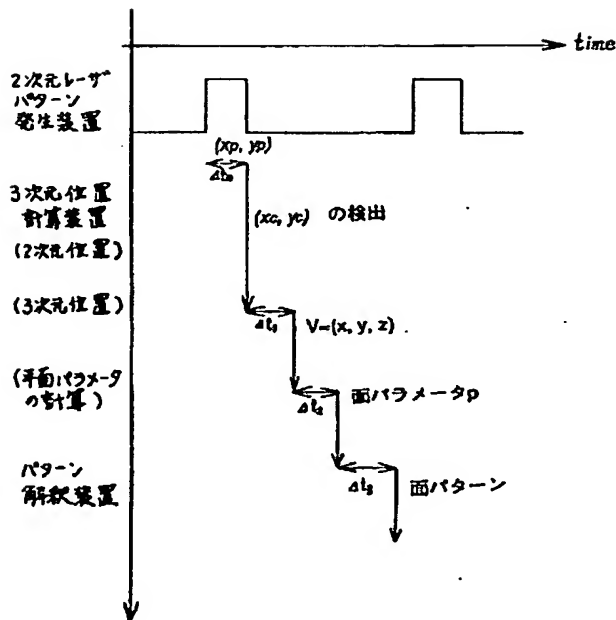 time
2次元レーザ
パターン
発生装置
(xp, yp)
Δt₀
3次元位置
計算装置
(xc, yc) の検出
(2次元位置)
(3次元位置)
Δt₁
V=(x, y, z)
(平面パラメータ
の計算)
Δt₂
面パラメータp
パターン
解釈装置
Δt₃
面パターン